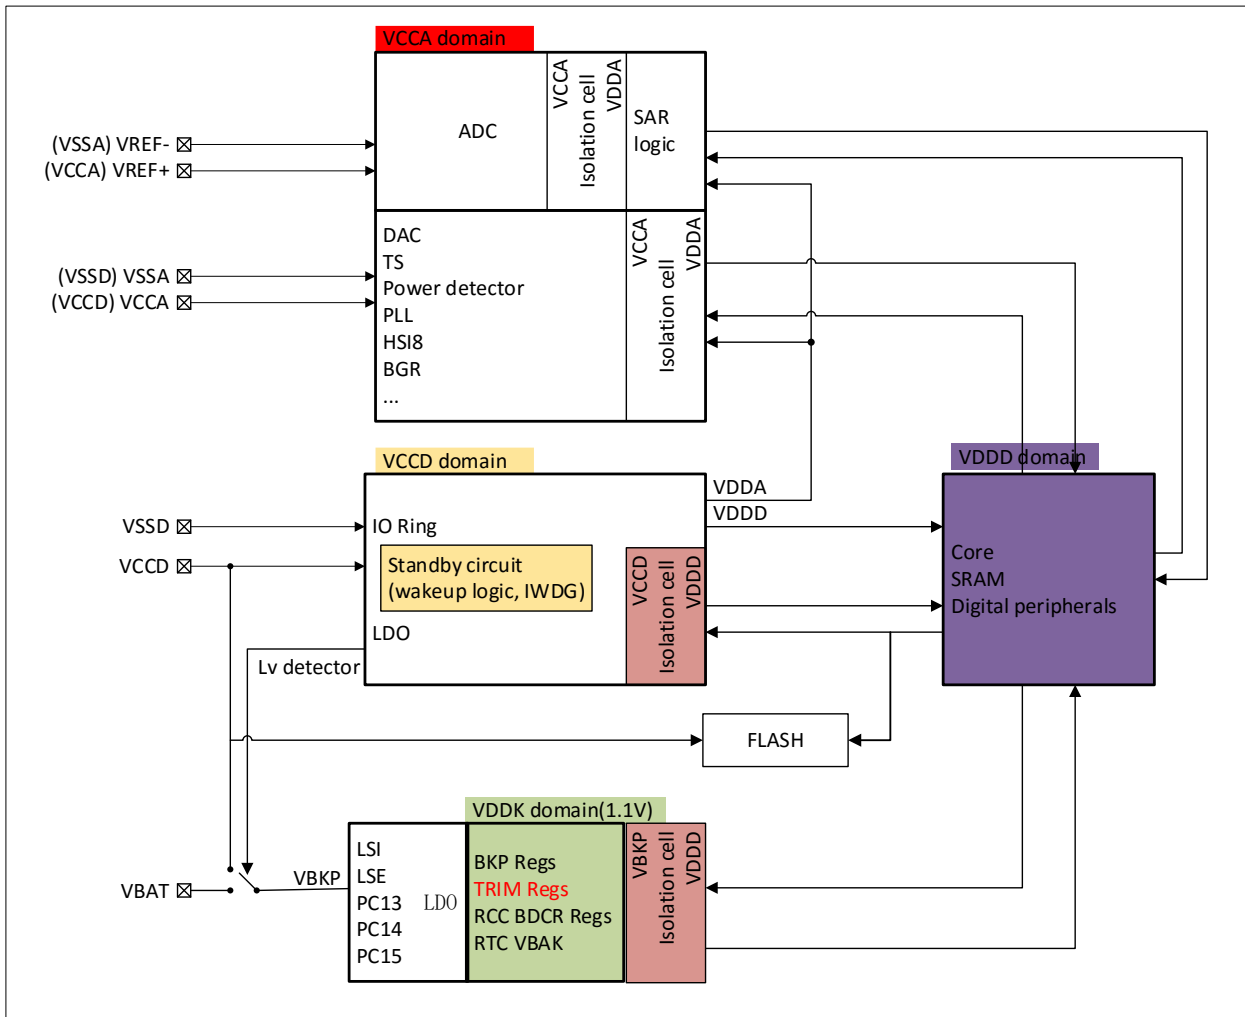 VCCA domain
ADC
VCCA
Isolation cell
VDDA
SAR
logic
(VSSA) VREF-
(VCCA) VREF+
DAC
TS
Power detector
PLL
HSI8
BGR
...
VCCA
Isolation cell
VDDA
(VSSD) VSSA
(VCCD) VCCA
VCCD domain
VDDA
VDDD
VSSD
VCCD
IO Ring
Standby circuit
(wakeup logic, IWDG)
LDO
Lv detector
VCCD
Isolation cell
VDDD
VDDD domain
Core
SRAM
Digital peripherals
FLASH
VDDK domain(1.1V)
VBAT
VBKP
LSI
LSE
PC13
PC14
PC15
LDO
BKP Regs
TRIM Regs
RCC BDCR Regs
RTC VBAK
VBKP
Isolation cell
VDDD